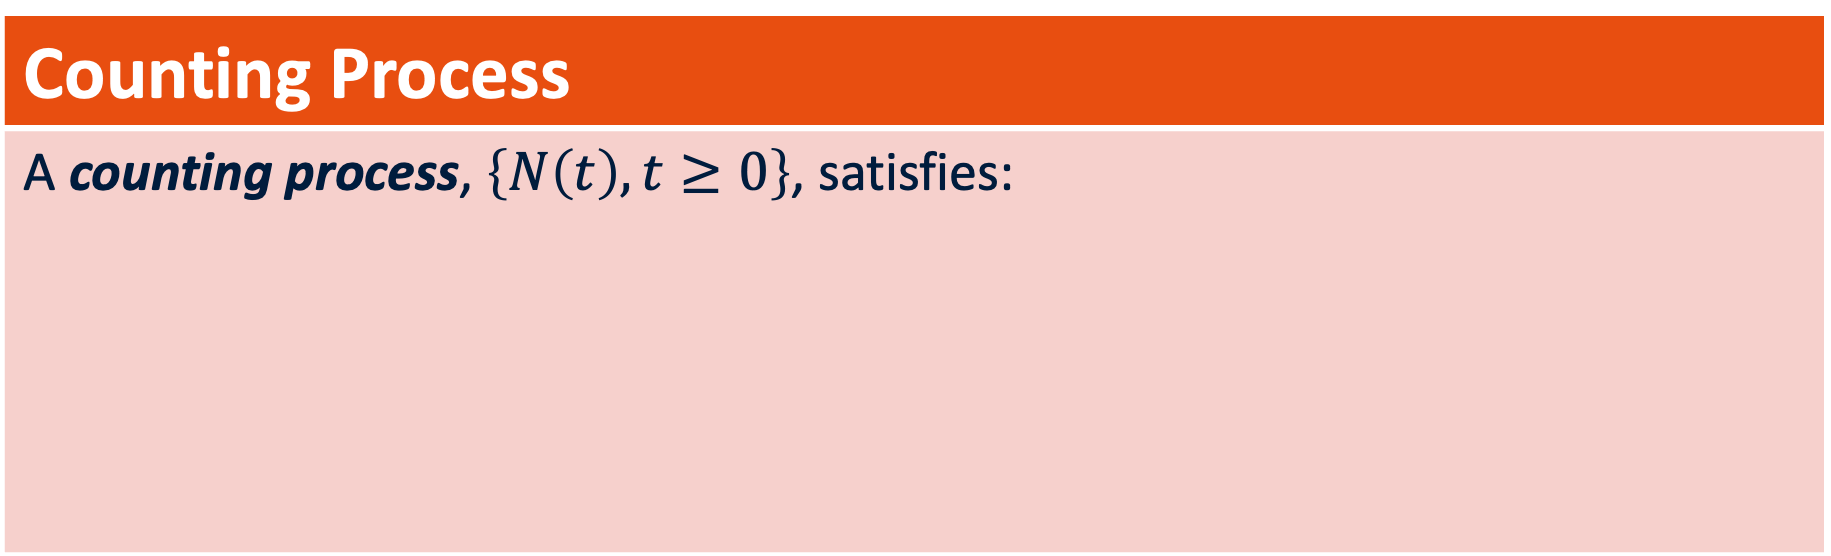 Counting Process
A counting process, {N(t), t ≥ 0}, satisfies: